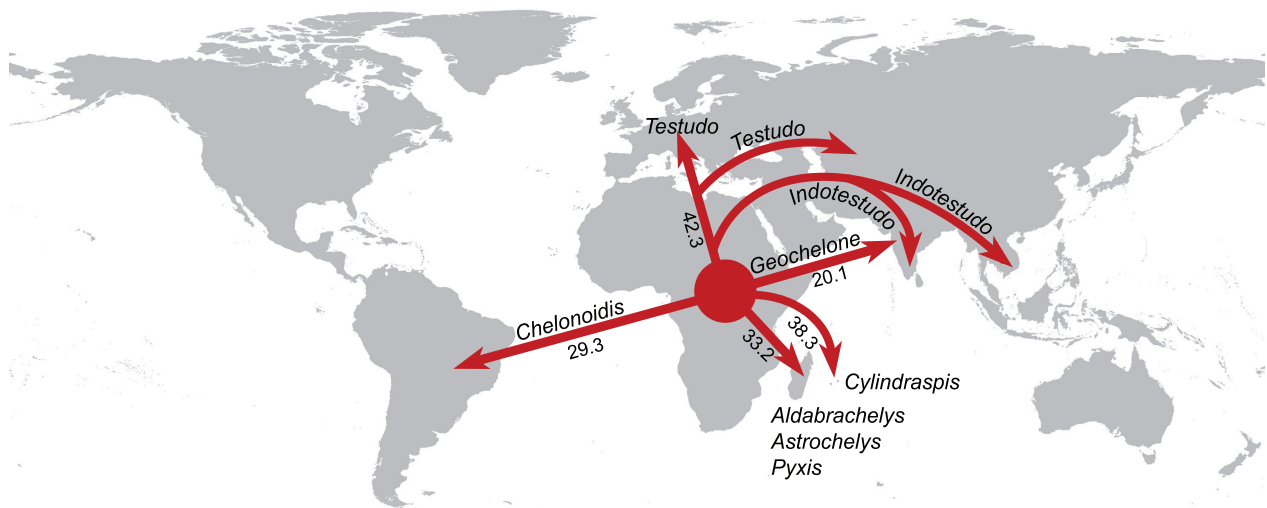 Testudo
Testudo
Indotestudo
Indotestudo
42.3
Geochelone
20.1
Chelonoidis
29.3
38.3
33.2
Cylindraspis
Aldabrachelys
Astrochelys
Pyxis